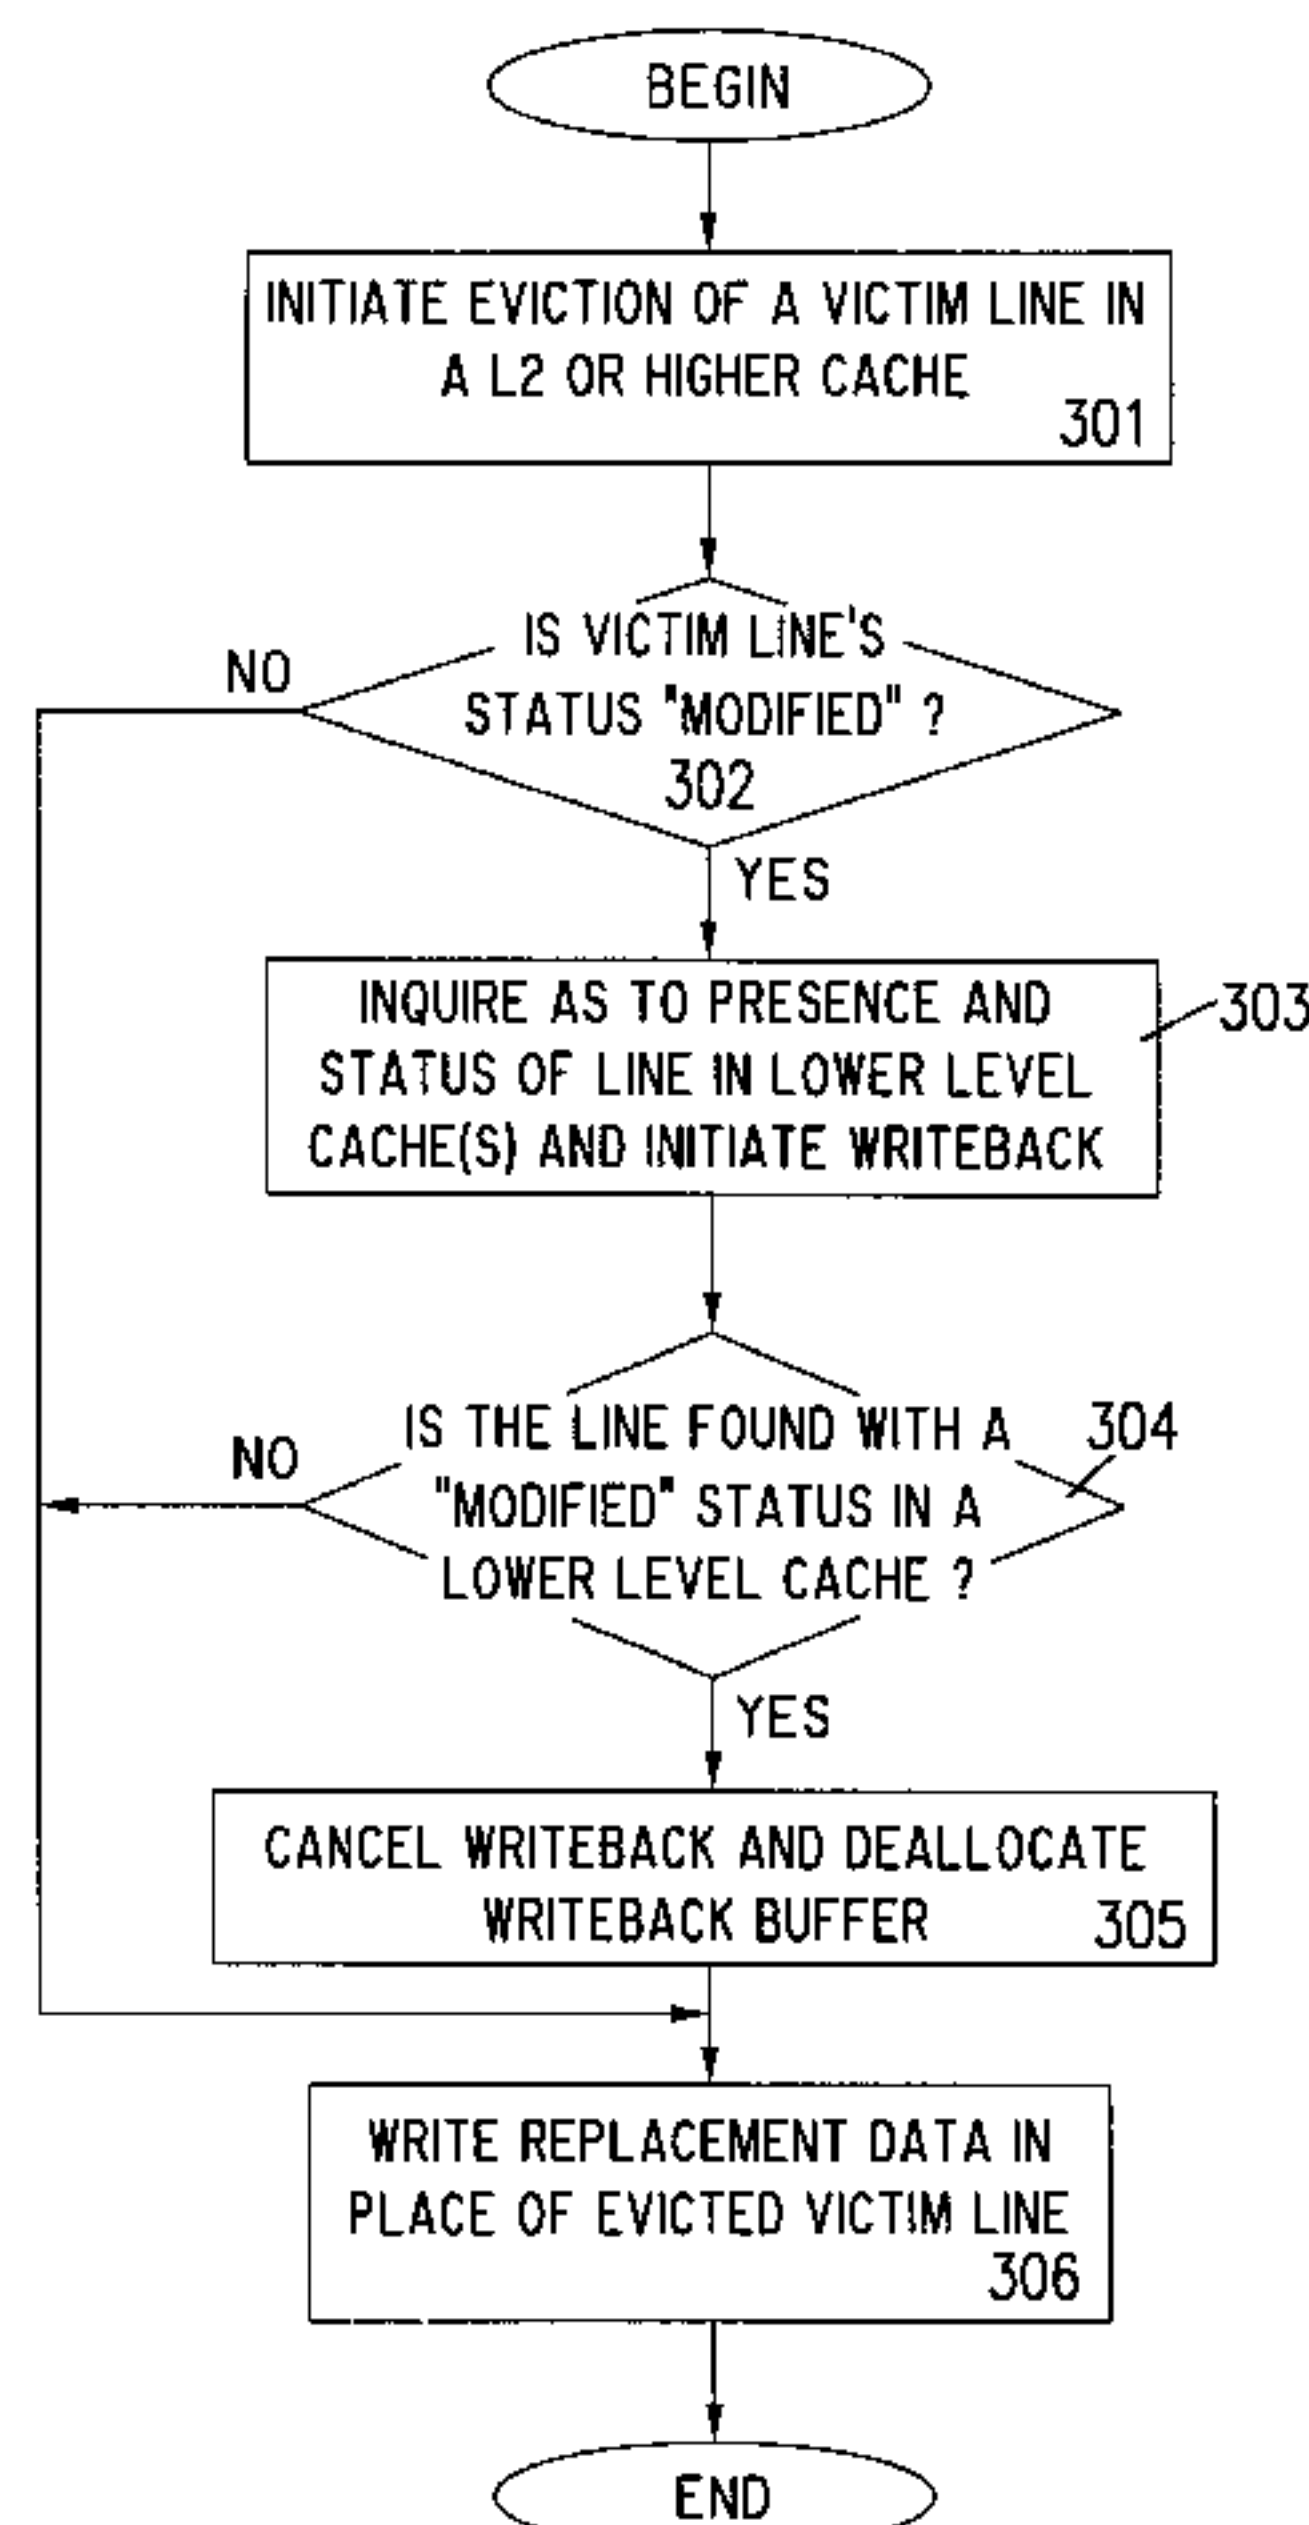 BEGIN
INITIATE EVICTION OF A VICTIM LINE IN
A L2 OR HIGHER CACHE
301
IS VICTIM LINE'S
NO
STATUS "MODIFIED" ?
302
YES
INQUIRE AS TO PRESENCE AND
303
STATUS OF LINE IN LOWER LEVEL
CACHE(S) AND INITIATE WRITEBACK
IS THE LINE FOUND WITH A
304
NO
"MODIFIED" STATUS IN A
LOWER LEVEL CACHE ?
YES
CANCEL WRITEBACK AND DEALLOCATE
WRITEBACK BUFFER
305
WRITE REPLACEMENT DATA IN
PLACE OF EVICTED VICTIM LINE
306
END